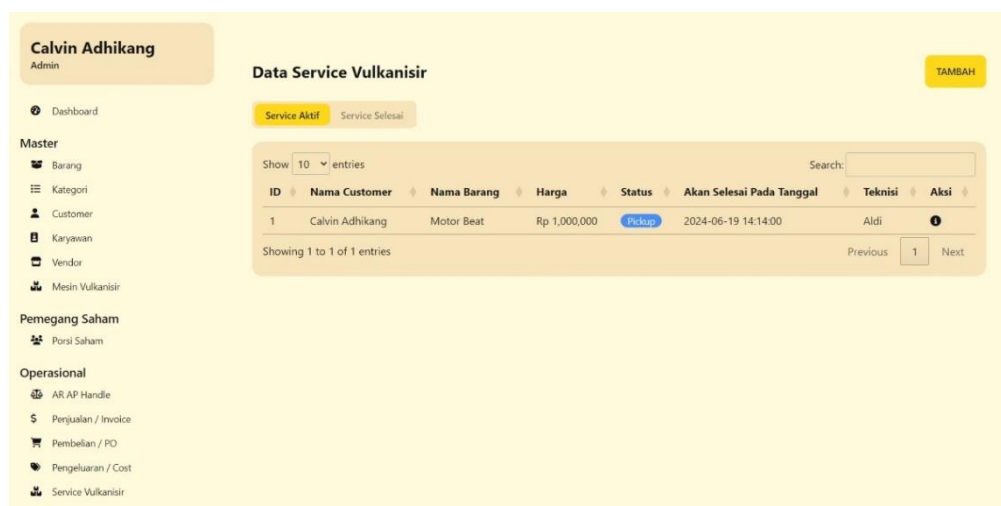 Calvin Adhikang
Admin
Dashboard
Master
Barang
Kategori
Customer
Karyawan
Vendor
Mesin Vulkanisir
Pemegang Saham
Porsi Saham
Operasional
AR AP Handle
Penjualan / Invoice
Pembelian / PO
Pengeluaran / Cost
Service Vulkanisir
Data Service Vulkanisir
TAMBAH
Service Aktif Service Selesai
Show 10 entries Search:
ID Nama Customer Nama Barang Harga Status Akan Selesai Pada Tanggal Teknisi Aksi
1 Calvin Adhikang Motor Beat Rp 1,000,000 Pickup 2024-06-19 14:14:00 Aldi
Showing 1 to 1 of 1 entries Previous 1 Next